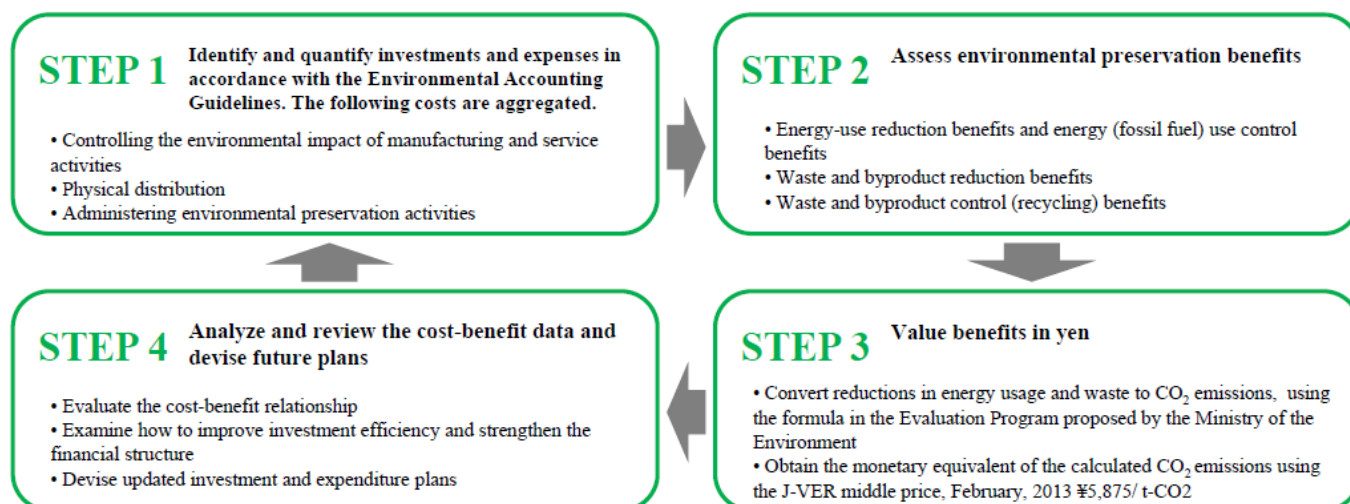 STEP 1
Identify and quantify investments and expenses in
accordance with the Environmental Accounting
Guidelines. The following costs are aggregated.
• Controlling the environmental impact of manufacturing and service
activities
• Physical distribution
• Administering environmental preservation activities
STEP 2
Assess environmental preservation benefits
• Energy-use reduction benefits and energy (fossil fuel) use control
benefits
• Waste and byproduct reduction benefits
• Waste and byproduct control (recycling) benefits
STEP 3
Value benefits in yen
• Convert reductions in energy usage and waste to CO₂ emissions, using
the formula in the Evaluation Program proposed by the Ministry of the
Environment
• Obtain the monetary equivalent of the calculated CO₂ emissions using
the J-VER middle price, February, 2013 ¥5,875/ t-CO2
STEP 4
Analyze and review the cost-benefit data and
devise future plans
• Evaluate the cost-benefit relationship
• Examine how to improve investment efficiency and strengthen the
financial structure
• Devise updated investment and expenditure plans